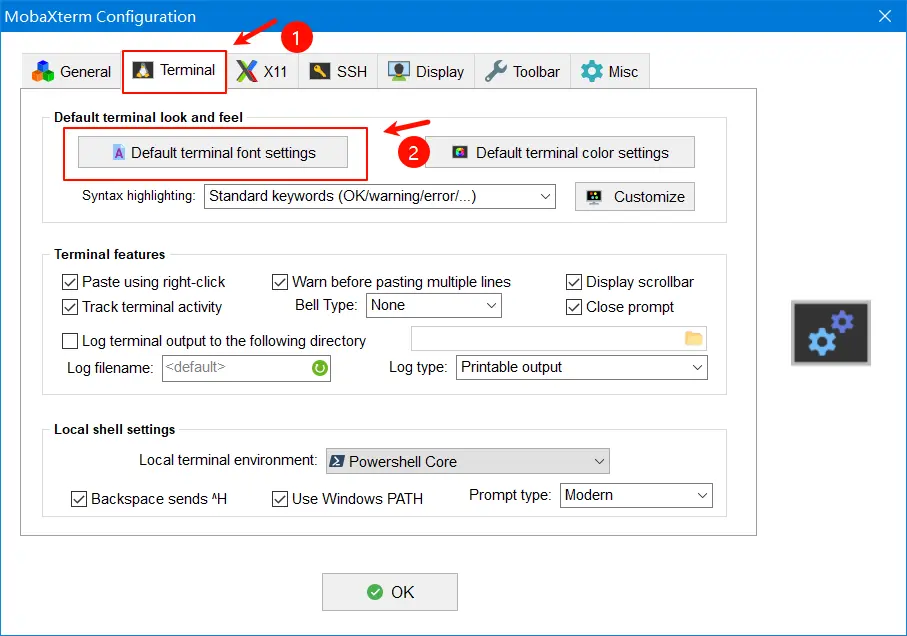 MobaXterm Configuration
1
General Terminal X11 SSH Display Toolbar Misc
Default terminal look and feel
Default terminal font settings 2 Default terminal color settings
Syntax highlighting: Standard keywords (OK/warning/error/...) Customize
Terminal features
Paste using right-click Warn before pasting multiple lines Display scrollbar
Track terminal activity Bell Type: None Close prompt
Log terminal output to the following directory
Log filename: <default> Log type: Printable output
Local shell settings
Local terminal environment: Powershell Core
Backspace sends ^H Use Windows PATH Prompt type: Modern
OK